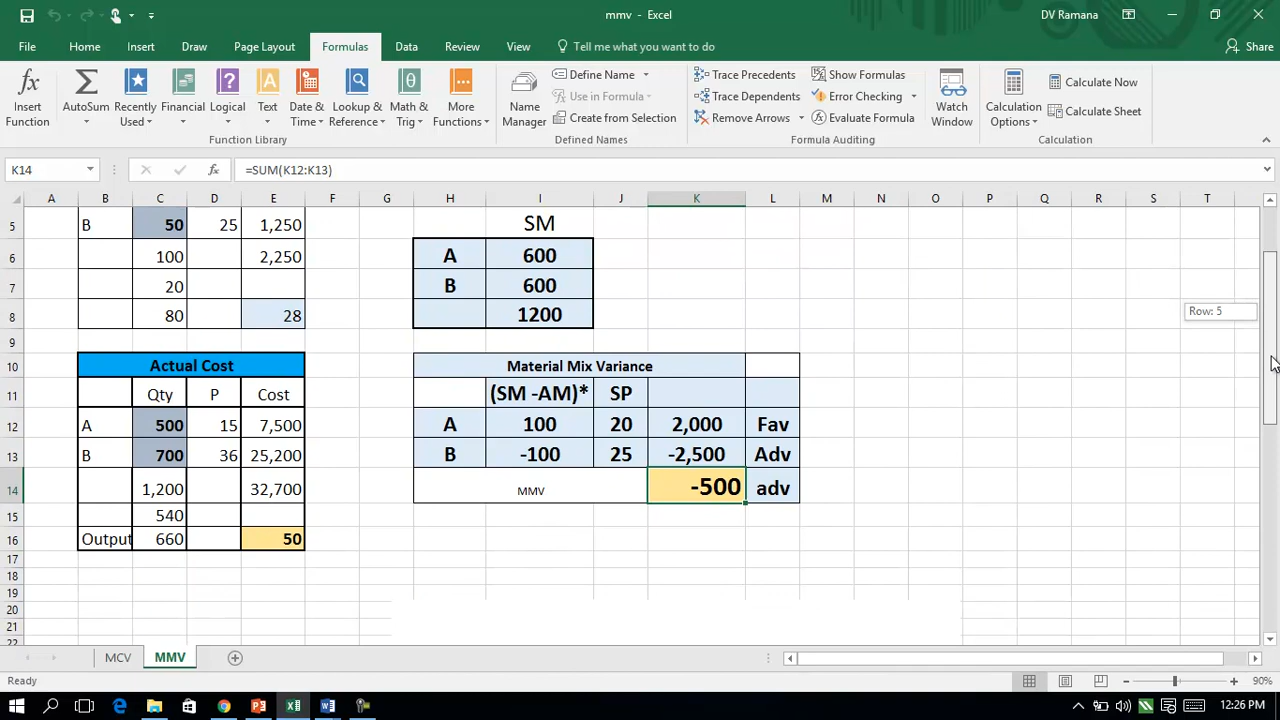 mmv - Excel
DV Ramana
File Home Insert Draw Page Layout Formulas Data Review View Tell me what you want to do Share
Insert Function
AutoSum
Recently Used
Financial
Logical
Text
Date & Time
Lookup & Reference
Math & Trig
More Functions
Function Library
Name Manager
Define Name
Use in Formula
Create from Selection
Defined Names
Trace Precedents
Trace Dependents
Remove Arrows
Show Formulas
Error Checking
Evaluate Formula
Formula Auditing
Watch Window
Calculation Options
Calculate Now
Calculate Sheet
Calculation
K14 fx =SUM(K12:K13)
A B C D E F G H I J K L M N O P Q R S T
5 B 50 25 1,250 SM
6 100 2,250 A 600
7 20 B 600
8 80 28 1200
Row: 5
9
10 Actual Cost Material Mix Variance
11 Qty P Cost (SM -AM)* SP
12 A 500 15 7,500 A 100 20 2,000 Fav
13 B 700 36 25,200 B -100 25 -2,500 Adv
14 1,200 32,700 MMV -500 adv
15 540
16 Output 660 50
17
18
19
20
21
22
MCV MMV
Ready 90%
12:26 PM